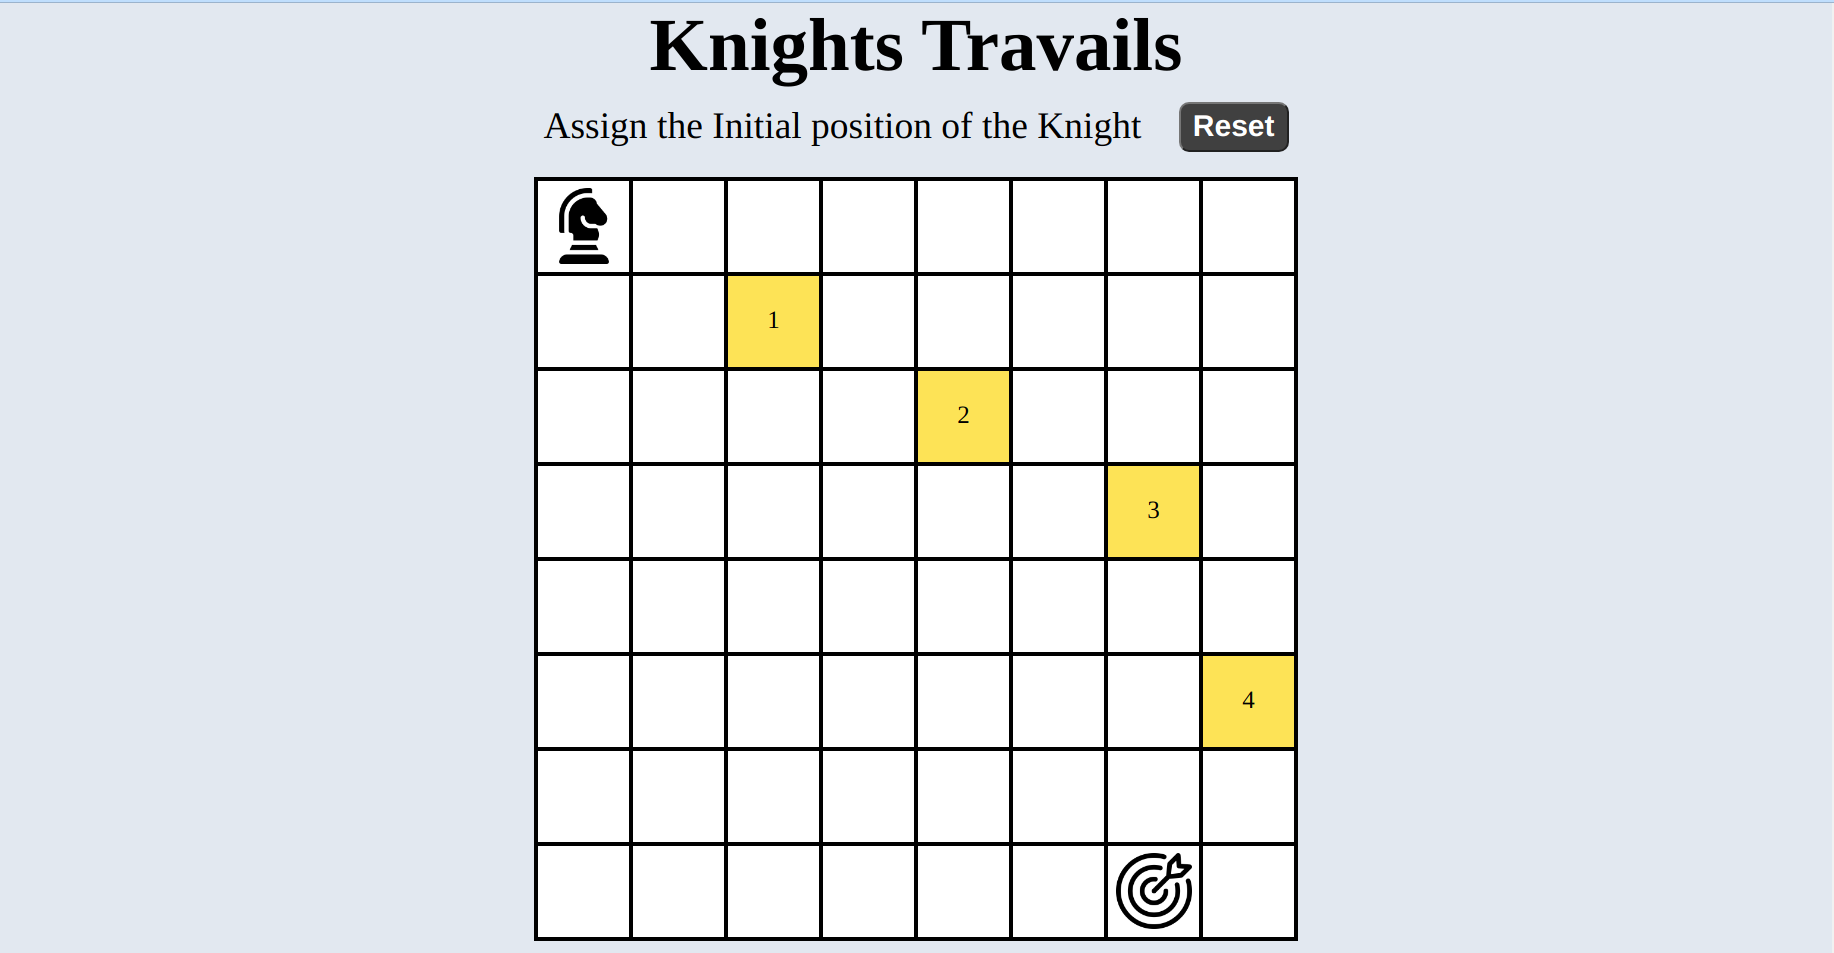 Knights Travails
Assign the Initial position of the Knight Reset
1
2
3
4